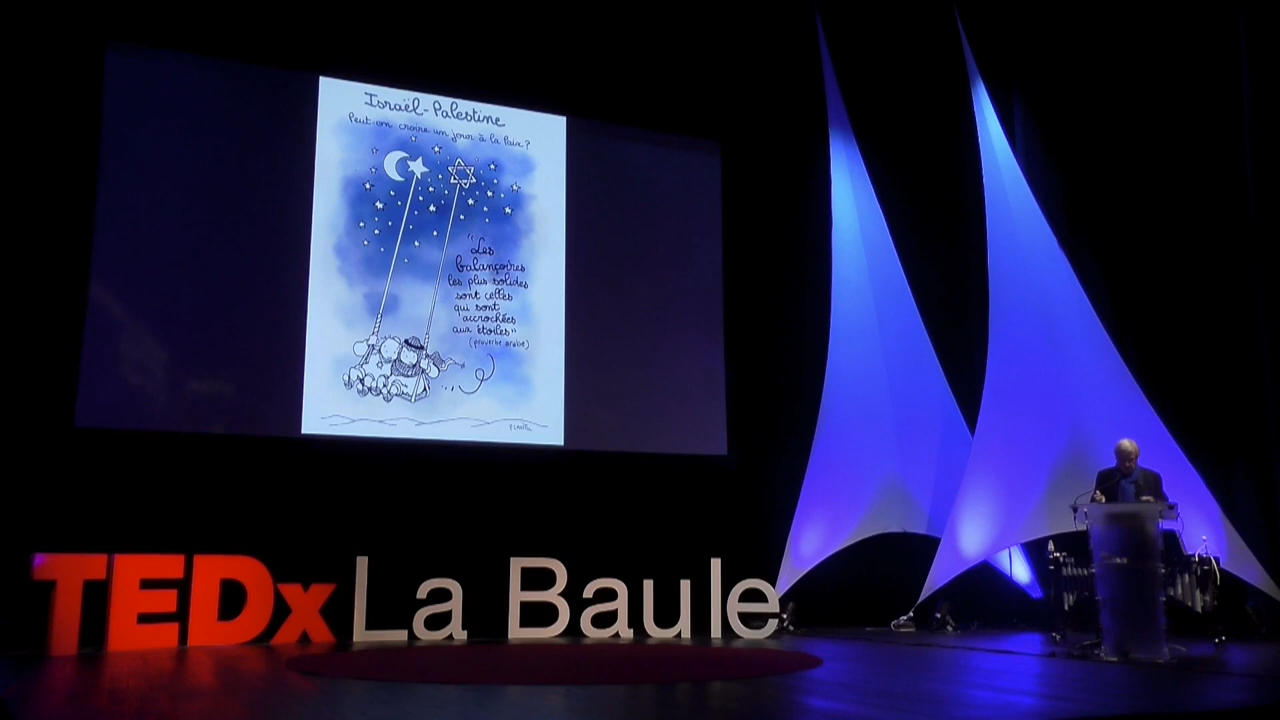 Israël-Palestine
Peut-on croire un jour à la Paix ?
"Les
balançoires
les plus solides
sont celles
qui sont
accrochées
aux étoiles"
(proverbe arabe)
PLANTU
TEDx La Baule